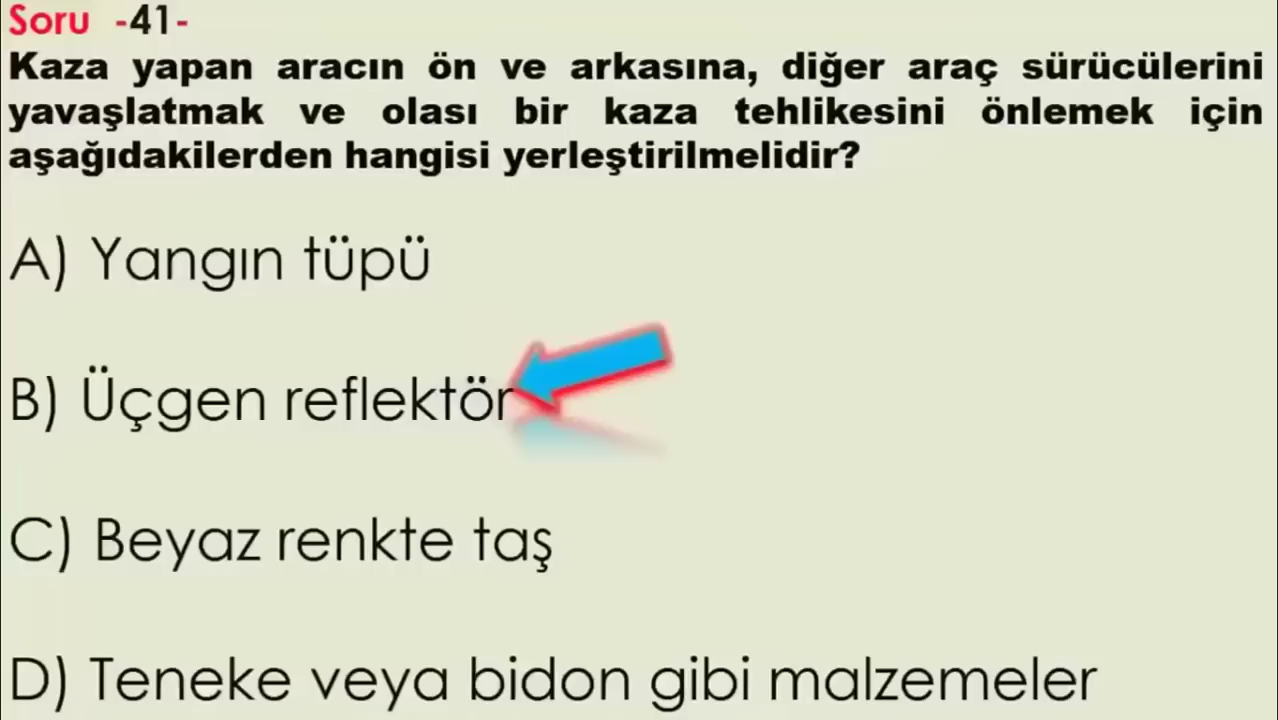 Soru -41-
Kaza yapan aracın ön ve arkasına, diğer araç sürücülerini
yavaşlatmak ve olası bir kaza tehlikesini önlemek için
aşağıdakilerden hangisi yerleştirilmelidir?
A) Yangın tüpü
B) Üçgen reflektör
C) Beyaz renkte taş
D) Teneke veya bidon gibi malzemeler